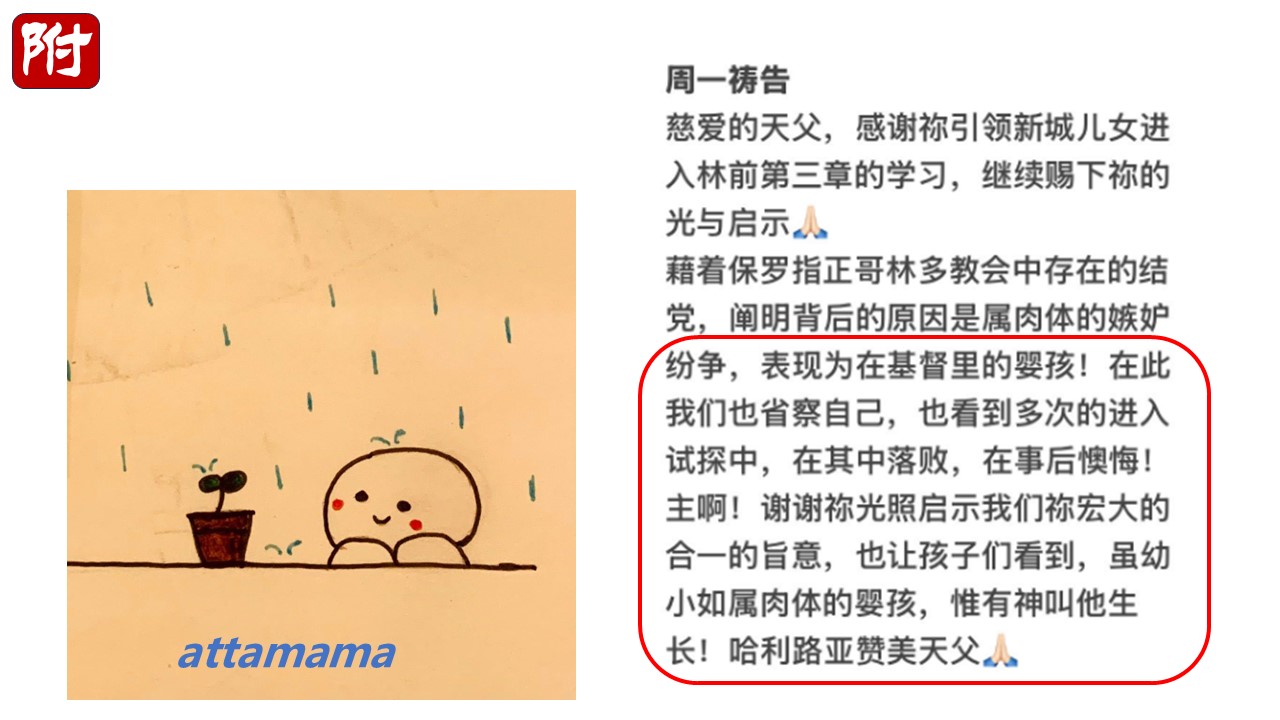 附
周一祷告
慈爱的天父，感谢祢引领新城儿女进
入林前第三章的学习，继续赐下祢的
光与启示🙏🏻
藉着保罗指正哥林多教会中存在的结
党，阐明背后的原因是属肉体的嫉妒
纷争，表现为在基督里的婴孩！在此
我们也省察自己，也看到多次的进入
试探中，在其中落败，在事后懊悔！
主啊！谢谢祢光照启示我们祢宏大的
合一的旨意，也让孩子们看到，虽幼
小如属肉体的婴孩，惟有神叫他生
长！哈利路亚赞美天父🙏🏻
attamama